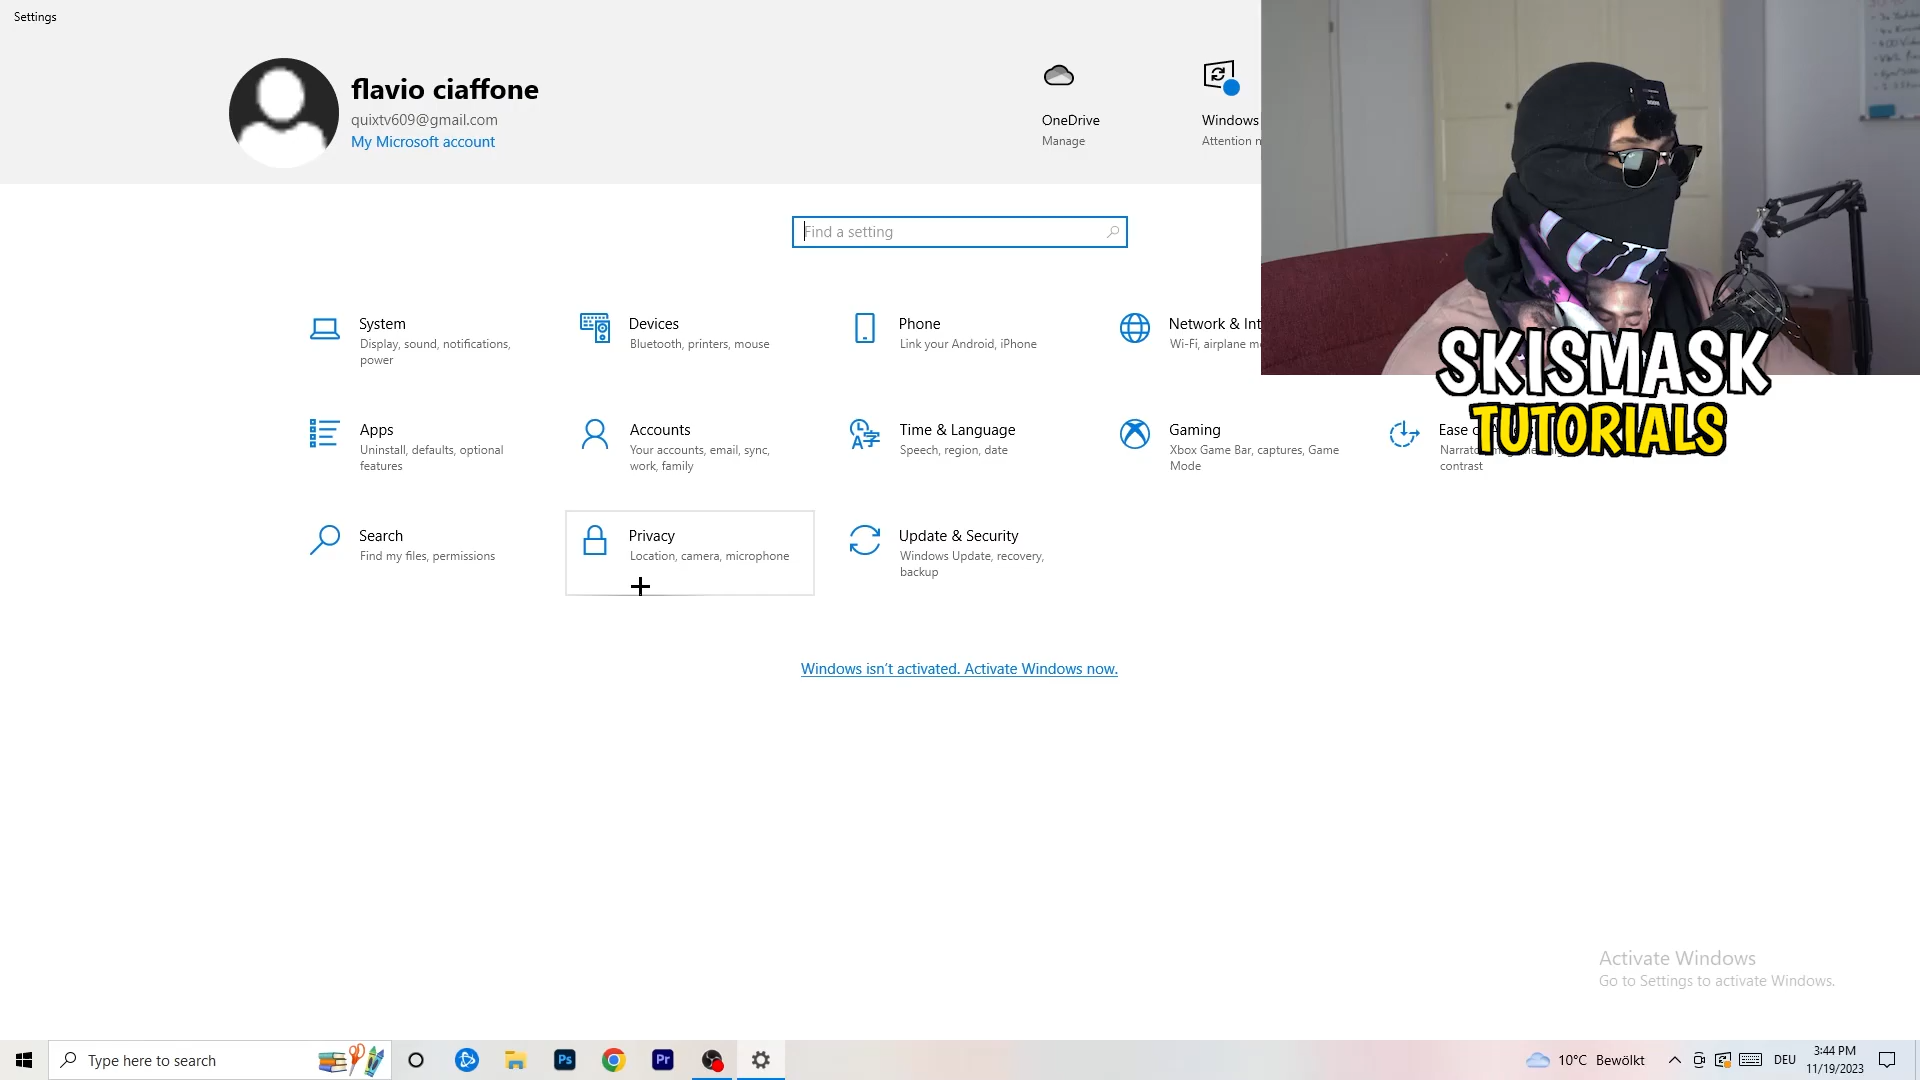 Settings
flavio ciaffone
quixtv609@gmail.com
My Microsoft account
OneDrive
Manage
Windows
Attention
Find a setting
System
Display, sound, notifications,
power
Devices
Bluetooth, printers, mouse
Phone
Link your Android, iPhone
Network & Int
Wi-Fi, airplane
SKISMASK
TUTORIALS
Apps
Uninstall, defaults, optional
features
Accounts
Your accounts, email, sync,
work, family
Time & Language
Speech, region, date
Gaming
Xbox Game Bar, captures, Game
Mode
Ease
contrast
Search
Find my files, permissions
Privacy
Location, camera, microphone
Update & Security
Windows Update, recovery,
backup
Windows isn't activated. Activate Windows now.
Activate Windows
Go to Settings to activate Windows.
Type here to search
Ps
Pr
10°C Bewölkt
DEU
3:44 PM
11/19/2023